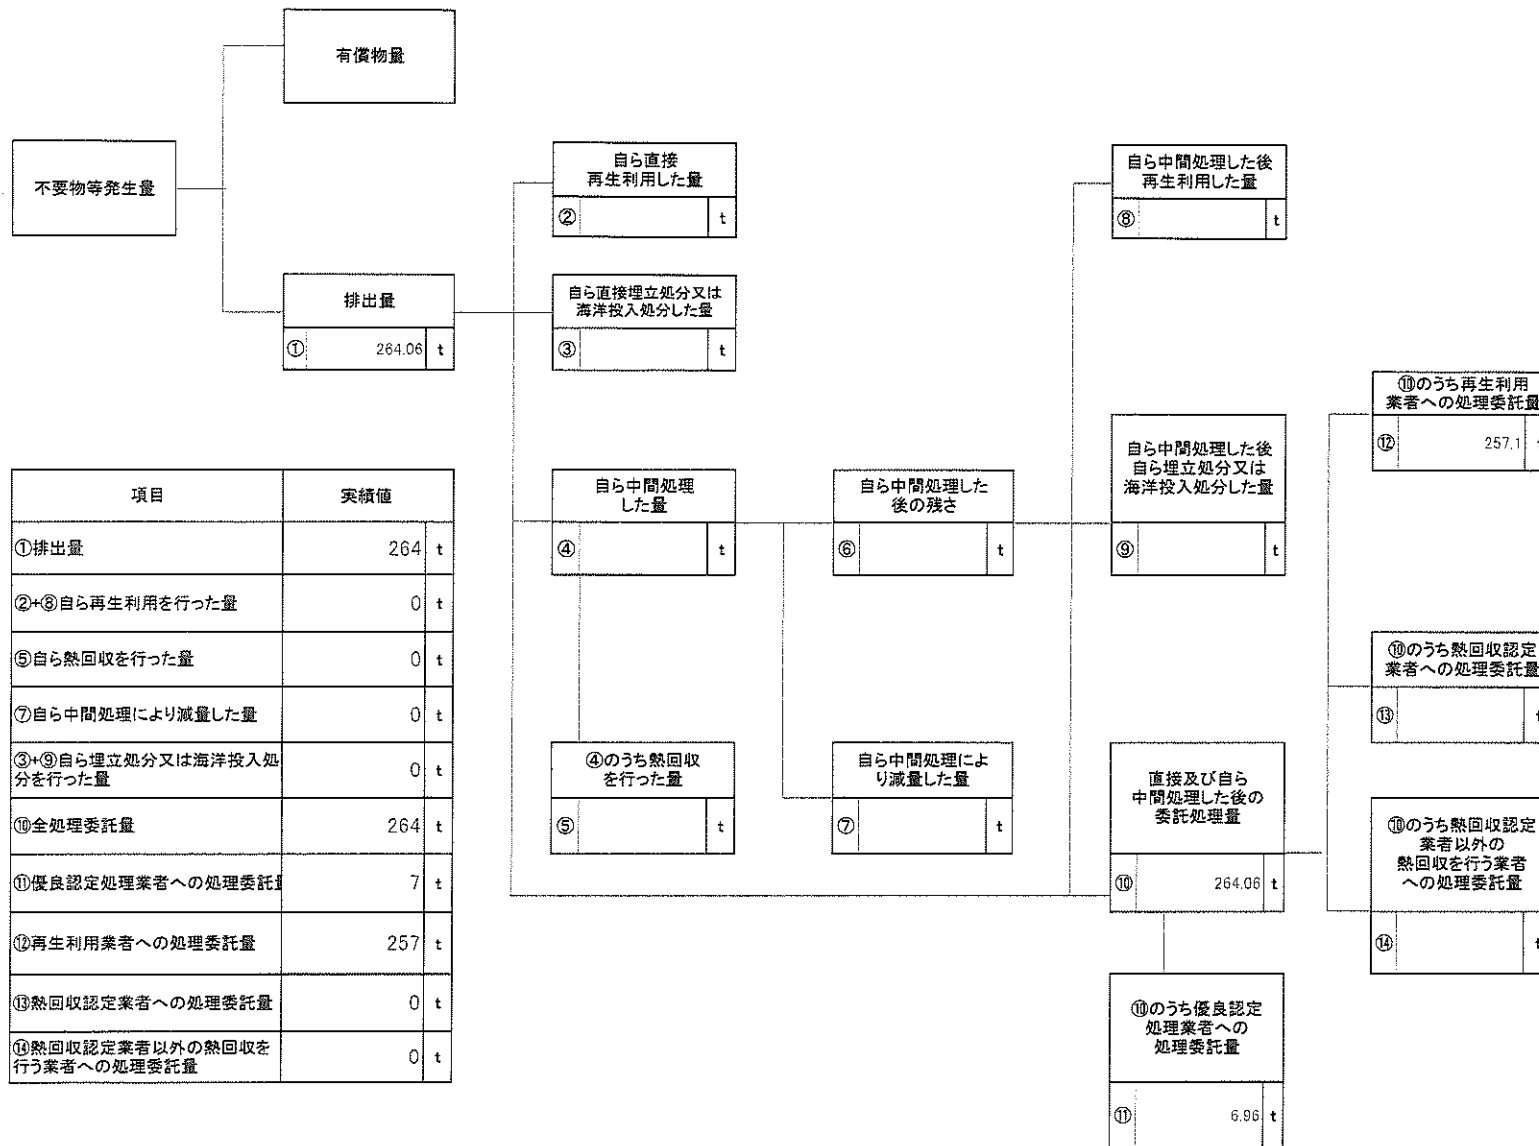 有償物量
不要物等発生量
排出量
① 264.06 t
自ら直接
再生利用した量
② t
自ら直接埋立処分又は
海洋投入処分した量
③ t
自ら中間処理
した量
④ t
④のうち熱回収
を行った量
⑤ t
自ら中間処理した
後の残さ
⑥ t
自ら中間処理によ
り減量した量
⑦ t
自ら中間処理した後
再生利用した量
⑧ t
自ら中間処理した後
自ら埋立処分又は
海洋投入処分した量
⑨ t
直接及び自ら
中間処理した後の
委託処理量
⑩ 264.06 t
⑩のうち優良認定
処理業者への
処理委託量
⑪ 6.96 t
⑩のうち再生利用
業者への処理委託量
⑫ 257.1 t
⑩のうち熱回収認定
業者への処理委託量
⑬ t
⑩のうち熱回収認定
業者以外の
熱回収を行う業者
への処理委託量
⑭ t
項目 実績値
①排出量 264 t
②+⑧自ら再生利用を行った量 0 t
⑤自ら熱回収を行った量 0 t
⑦自ら中間処理により減量した量 0 t
③+⑨自ら埋立処分又は海洋投入処
分を行った量 0 t
⑩全処理委託量 264 t
⑪優良認定処理業者への処理委託 7 t
⑫再生利用業者への処理委託量 257 t
⑬熱回収認定業者への処理委託量 0 t
⑭熱回収認定業者以外の熱回収を
行う業者への処理委託量 0 t